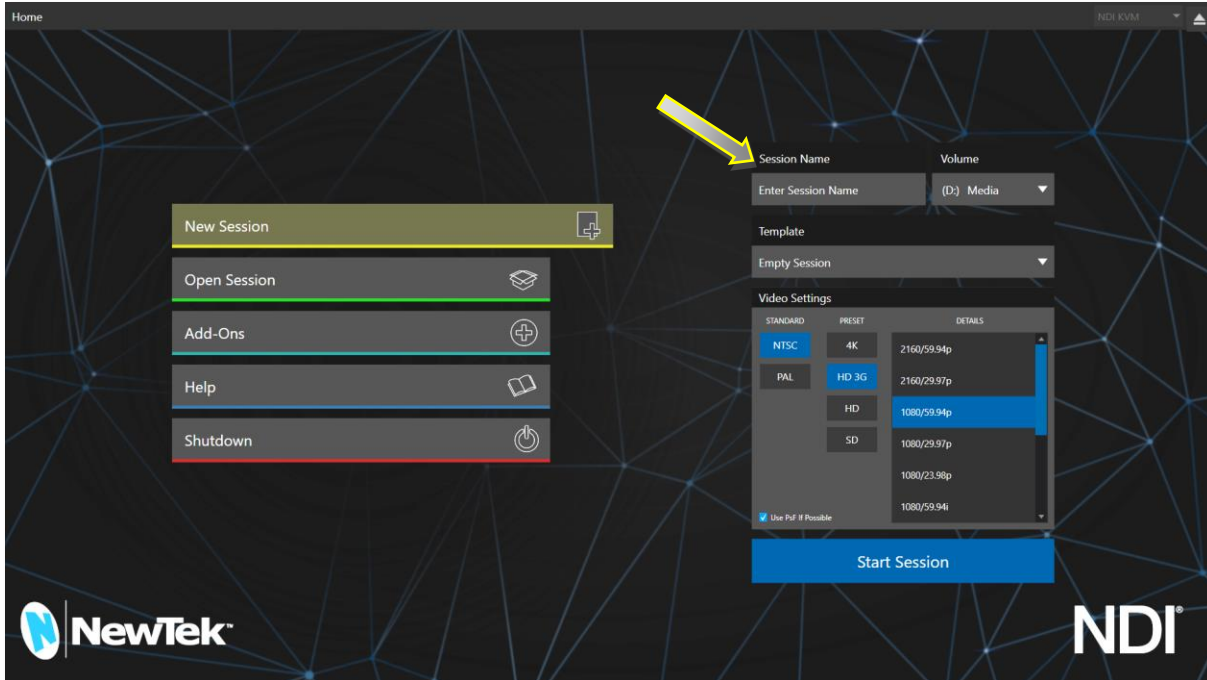 Home
NDI KVM
Session Name
Volume
Enter Session Name
(D:) Media
Template
Empty Session
Video Settings
STANDARD
PRESET
DETAILS
NTSC
4K
2160/59.94p
PAL
HD 3G
2160/29.97p
HD
1080/59.94p
SD
1080/29.97p
1080/23.98p
Use PsF If Possible
1080/59.94i
Start Session
New Session
Open Session
Add-Ons
Help
Shutdown
NewTek™
NDI®